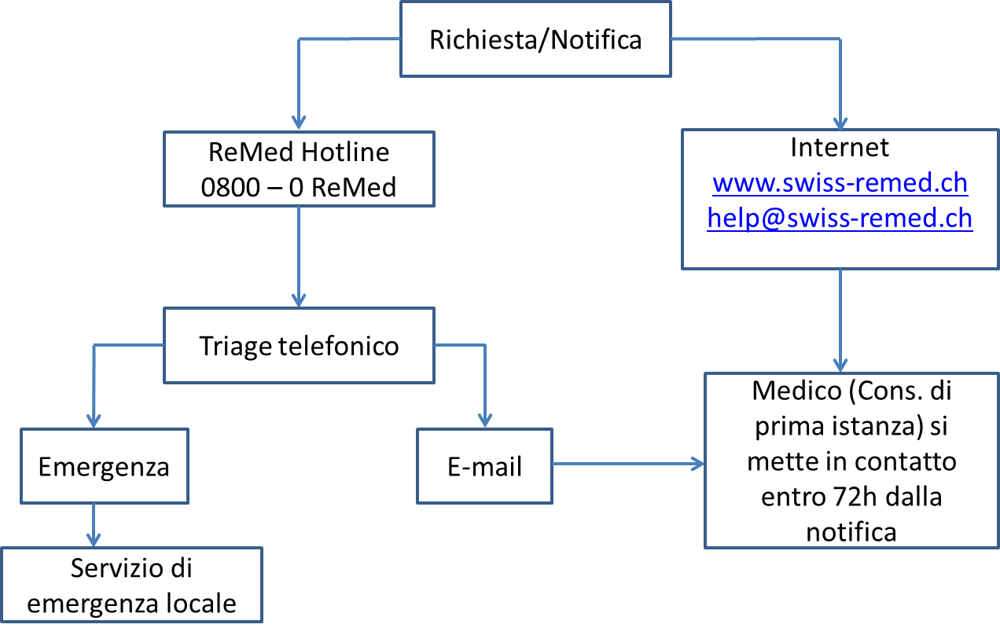 Richiesta/Notifica
ReMed Hotline
0800 – 0 ReMed
Internet
www.swiss-remed.ch
help@swiss-remed.ch
Triage telefonico
Emergenza
E-mail
Medico (Cons. di
prima istanza) si
mette in contatto
entro 72h dalla
notifica
Servizio di
emergenza locale